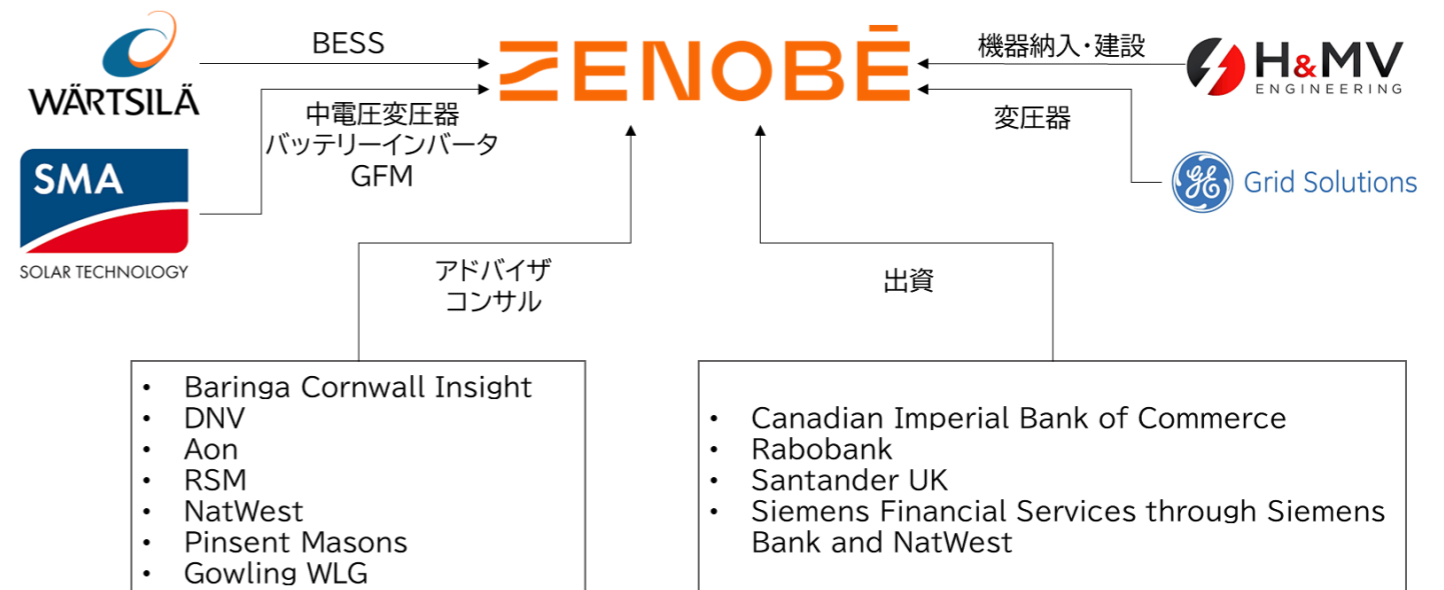 WÄRTSILÄ
BESS
ZENOBĒ
機器納入・建設
H&MV
ENGINEERING
中電圧変圧器
バッテリーインバータ
GFM
変圧器
SMA
SOLAR TECHNOLOGY
GE
Grid Solutions
アドバイザ
コンサル
出資
• Baringa Cornwall Insight
• DNV
• Aon
• RSM
• NatWest
• Pinsent Masons
• Gowling WLG
• Canadian Imperial Bank of Commerce
• Rabobank
• Santander UK
• Siemens Financial Services through Siemens
Bank and NatWest